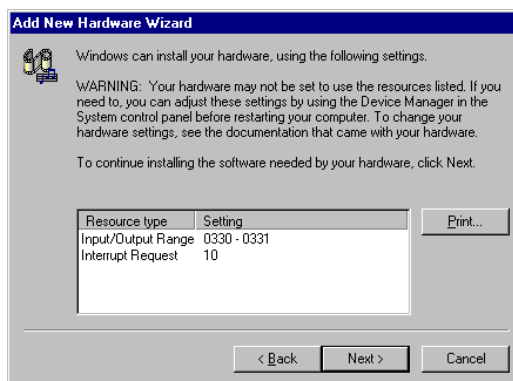 Add New Hardware Wizard
Windows can install your hardware, using the following settings.
WARNING: Your hardware may not be set to use the resources listed. If you
need to, you can adjust these settings by using the Device Manager in the
System control panel before restarting your computer. To change your
hardware settings, see the documentation that came with your hardware.
To continue installing the software needed by your hardware, click Next.
Resource type Setting
Input/Output Range 0330 - 0331
Interrupt Request 10
Print...
< Back Next > Cancel